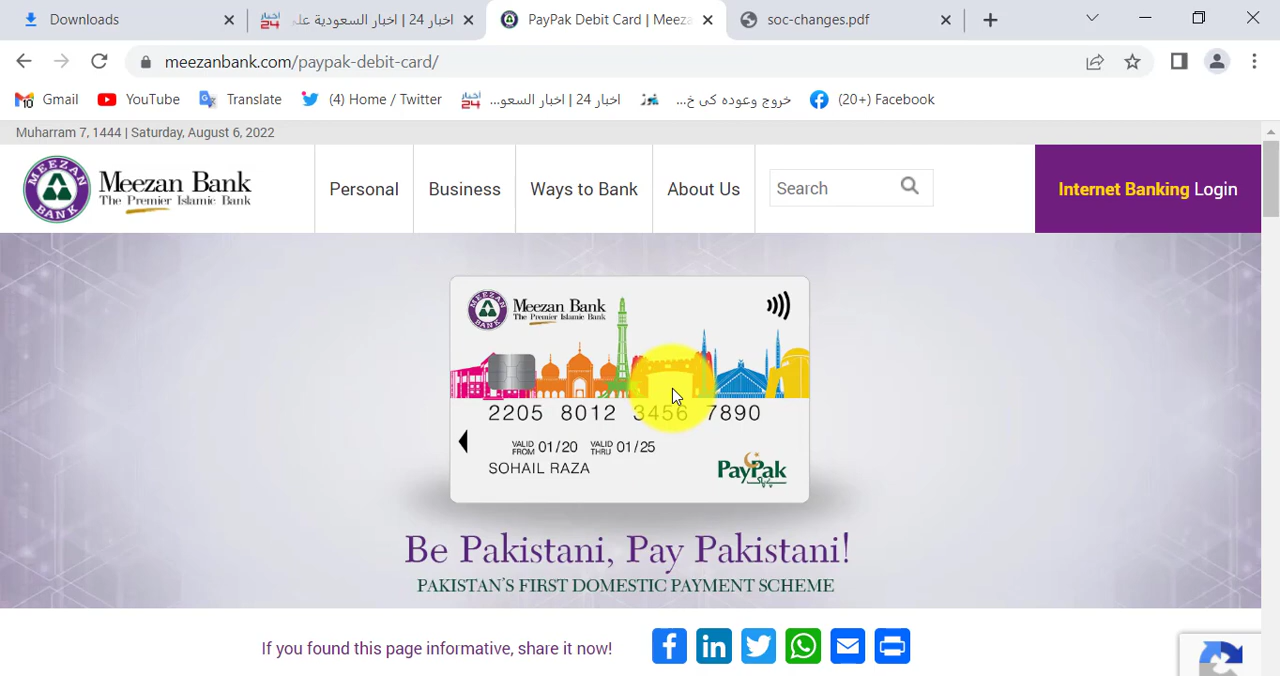 Downloads
اخبار 24 | اخبار السعودية علـ
PayPak Debit Card | Meeza
soc-changes.pdf
meezanbank.com/paypak-debit-card/
Gmail
YouTube
Translate
(4) Home / Twitter
اخبار 24 | اخبار السعو...
خروج وعوده کی خ...
(20+) Facebook
Muharram 7, 1444 | Saturday, August 6, 2022
MEEZAN BANK
Meezan Bank
The Premier Islamic Bank
Personal
Business
Ways to Bank
About Us
Search
Internet Banking Login
MEEZAN BANK
Meezan Bank
The Premier Islamic Bank
2205 8012 3456 7890
VALID FROM 01/20 VALID THRU 01/25
SOHAIL RAZA
PayPak
Be Pakistani, Pay Pakistani!
PAKISTAN'S FIRST DOMESTIC PAYMENT SCHEME
If you found this page informative, share it now!